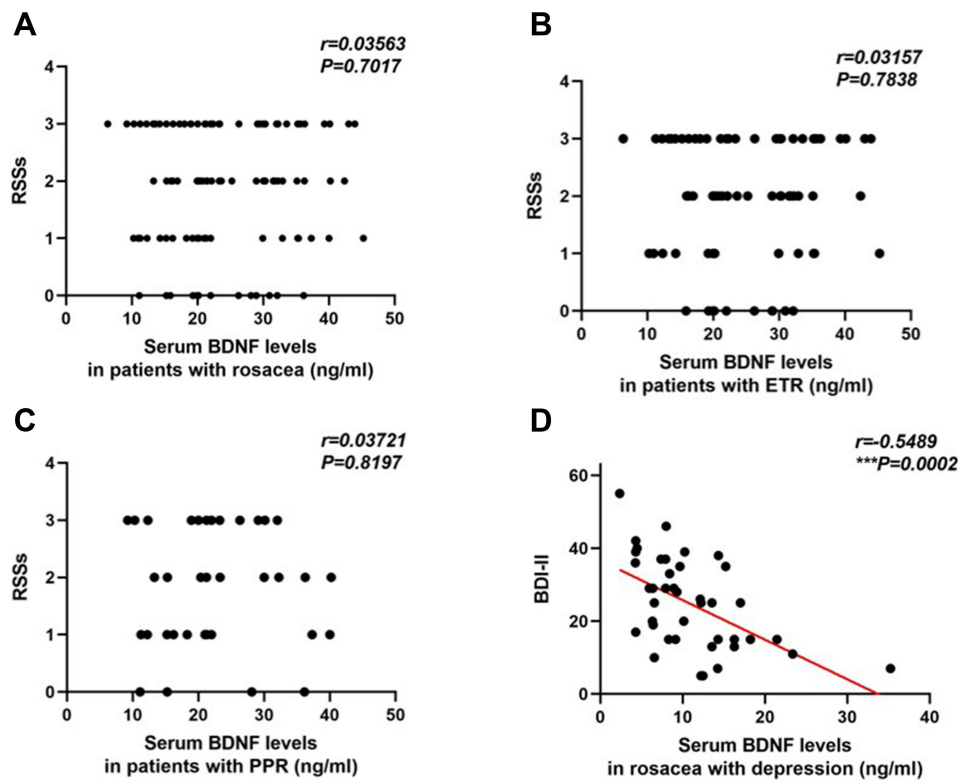 A
r=0.03563
P=0.7017
4
3
2
1
0
RSSs
0 10 20 30 40 50
Serum BDNF levels
in patients with rosacea (ng/ml)
B
r=0.03157
P=0.7838
4
3
2
1
0
RSSs
0 10 20 30 40 50
Serum BDNF levels
in patients with ETR (ng/ml)
C
r=0.03721
P=0.8197
4
3
2
1
0
RSSs
0 10 20 30 40 50
Serum BDNF levels
in patients with PPR (ng/ml)
D
r=-0.5489
***P=0.0002
60
40
20
0
BDI-II
0 10 20 30 40
Serum BDNF levels
in rosacea with depression (ng/ml)